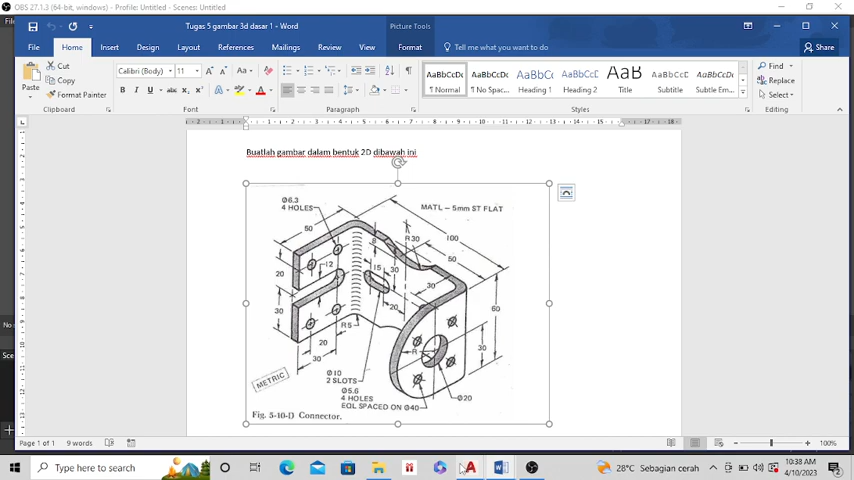 OBS 27.1.3 (64-bit, windows) - Profile: Untitled - Scenes: Untitled
Tugas 5 gambar 3d dasar 1 - Word
Picture Tools
File
Home
Insert
Design
Layout
References
Mailings
Review
View
Format
Tell me what you want to do
Share
Paste
Cut
Copy
Format Painter
Clipboard
Calibri (Body)
11
Font
Paragraph
AaBbCcDc
¶ Normal
AaBbCcDc
¶ No Spac...
AaBbCc
Heading 1
AaBbCcD
Heading 2
AaB
Title
AaBbCcD
Subtitle
AaBbCcDc
Subtle Em...
Styles
Find
Replace
Select
Editing
Buatlah gambar dalam bentuk 2D dibawah ini
Ø6.3
4 HOLES
MATL - 5mm ST FLAT
50
8
R30
100
50
20
12
15
30
30
60
30
20
R5
20
30
R
30
METRIC
Ø10
2 SLOTS
Ø5.6
4 HOLES
EQL SPACED ON Ø40
Ø20
Fig. 5-10-D Connector.
Page 1 of 1
9 words
100%
Type here to search
28°C Sebagian cerah
10:38 AM
4/10/2023
2